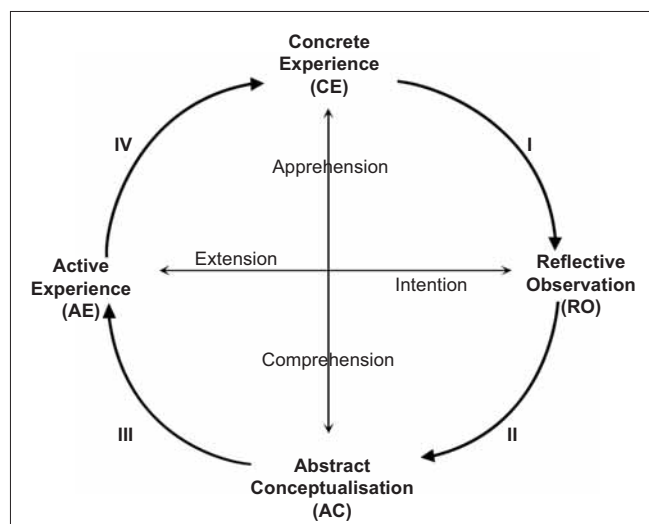 Concrete
Experience
(CE)
IV
I
Apprehension
Extension
Active
Experience
(AE)
Reflective
Observation
(RO)
Intention
Comprehension
III
II
Abstract
Conceptualisation
(AC)